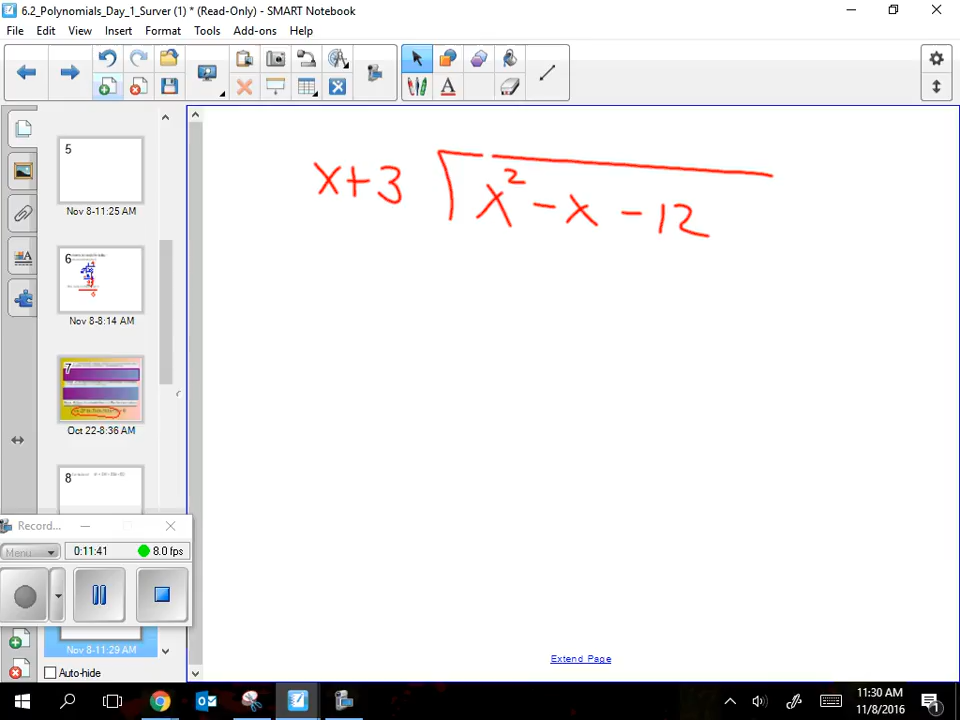 6.2_Polynomials_Day_1_Surver (1) * (Read-Only) - SMART Notebook
File Edit View Insert Format Tools Add-ons Help
5
Nov 8-11:25 AM
6
Nov 8-8:14 AM
7
Oct 22-8:36 AM
8
x+3 x² - x - 12
Record...
Menu 0:11:41 8.0 fps
Nov 8-11:29 AM
Auto-hide
Extend Page
11:30 AM
11/8/2016
1